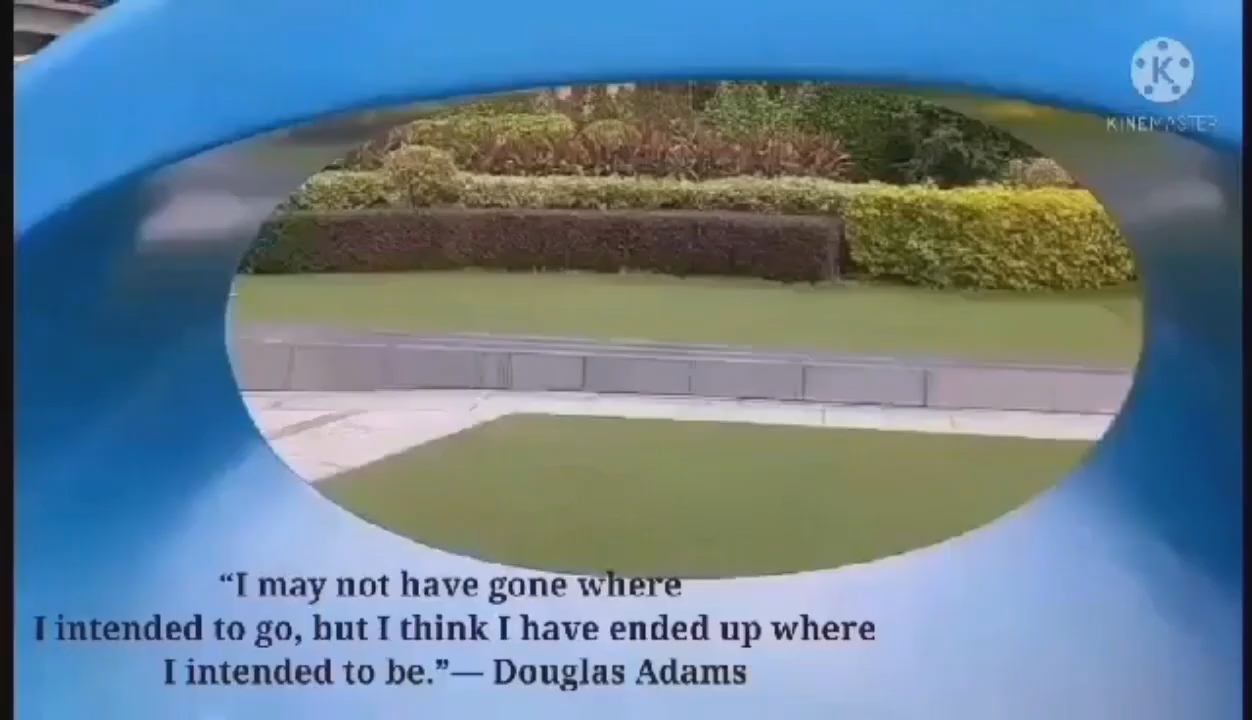 K
KINEMASTER
“I may not have gone where
I intended to go, but I think I have ended up where
I intended to be.”— Douglas Adams